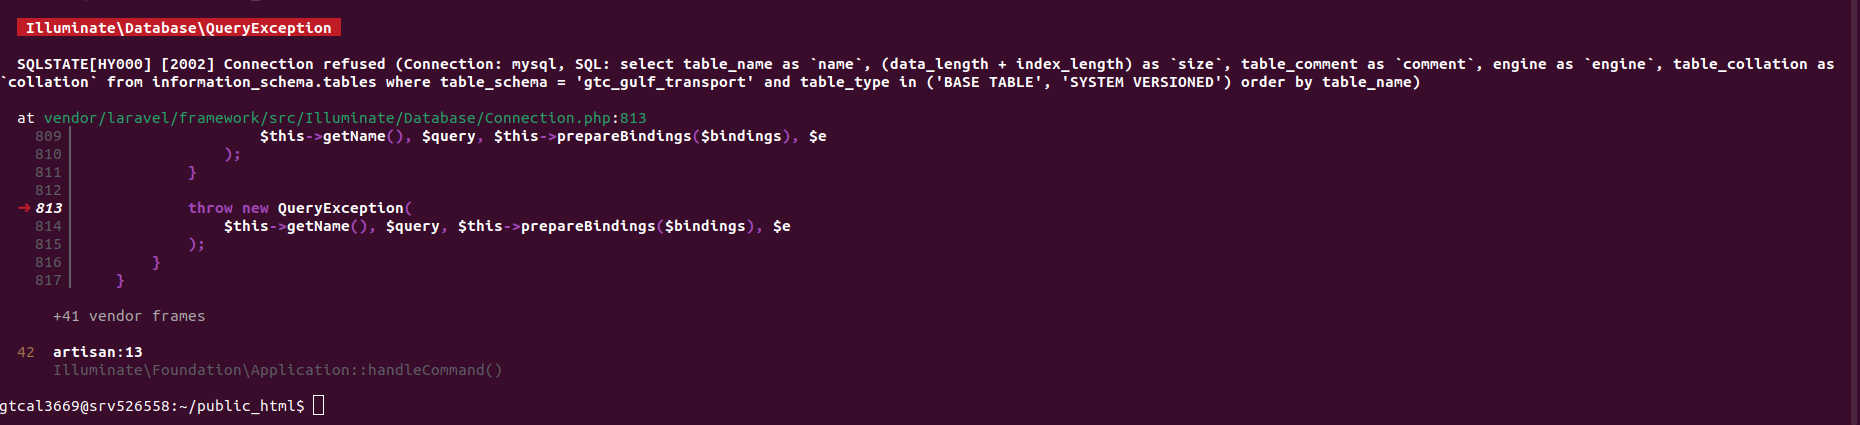 Illuminate\Database\QueryException
SQLSTATE[HY000] [2002] Connection refused (Connection: mysql, SQL: select table_name as `name`, (data_length + index_length) as `size`, table_comment as `comment`, engine as `engine`, table_collation as
`collation` from information_schema.tables where table_schema = 'gtc_gulf_transport' and table_type in ('BASE TABLE', 'SYSTEM VERSIONED') order by table_name)
at vendor/laravel/framework/src/Illuminate/Database/Connection.php:813
809 $this->getName(), $query, $this->prepareBindings($bindings), $e
810 );
811 }
812
➜ 813 throw new QueryException(
814 $this->getName(), $query, $this->prepareBindings($bindings), $e
815 );
816 }
817 }
+41 vendor frames
42 artisan:13
Illuminate\Foundation\Application::handleCommand()
gtcal3669@srv526558:~/public_html$